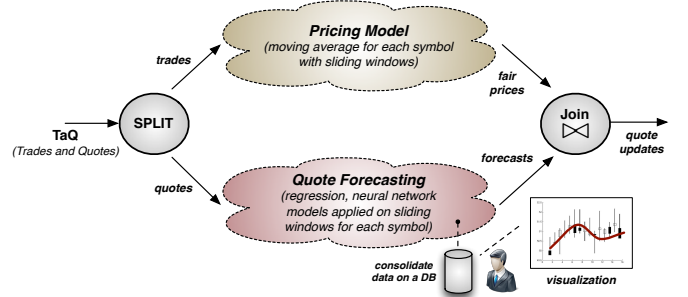 Pricing Model
(moving average for each symbol
with sliding windows)
trades
fair
prices
TaQ
(Trades and Quotes)
SPLIT
Join
quote
updates
quotes
forecasts
Quote Forecasting
(regression, neural network
models applied on sliding
windows for each symbol)
consolidate
data on a DB
visualization